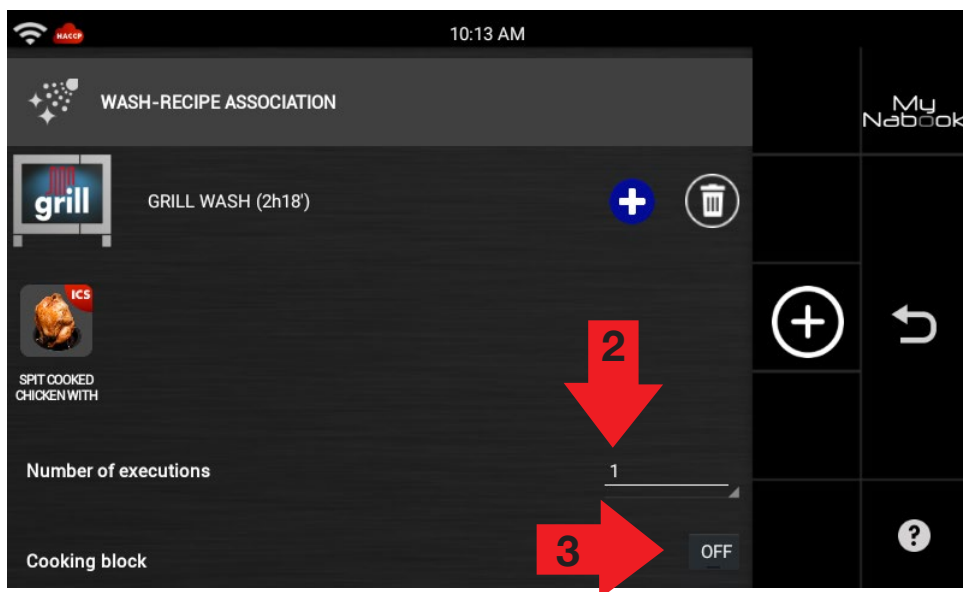 HACCP
10:13 AM
WASH-RECIPE ASSOCIATION
My
Nabook
grill
GRILL WASH (2h18')
ICS
SPIT COOKED
CHICKEN WITH
2
Number of executions
1
3
Cooking block
OFF
?